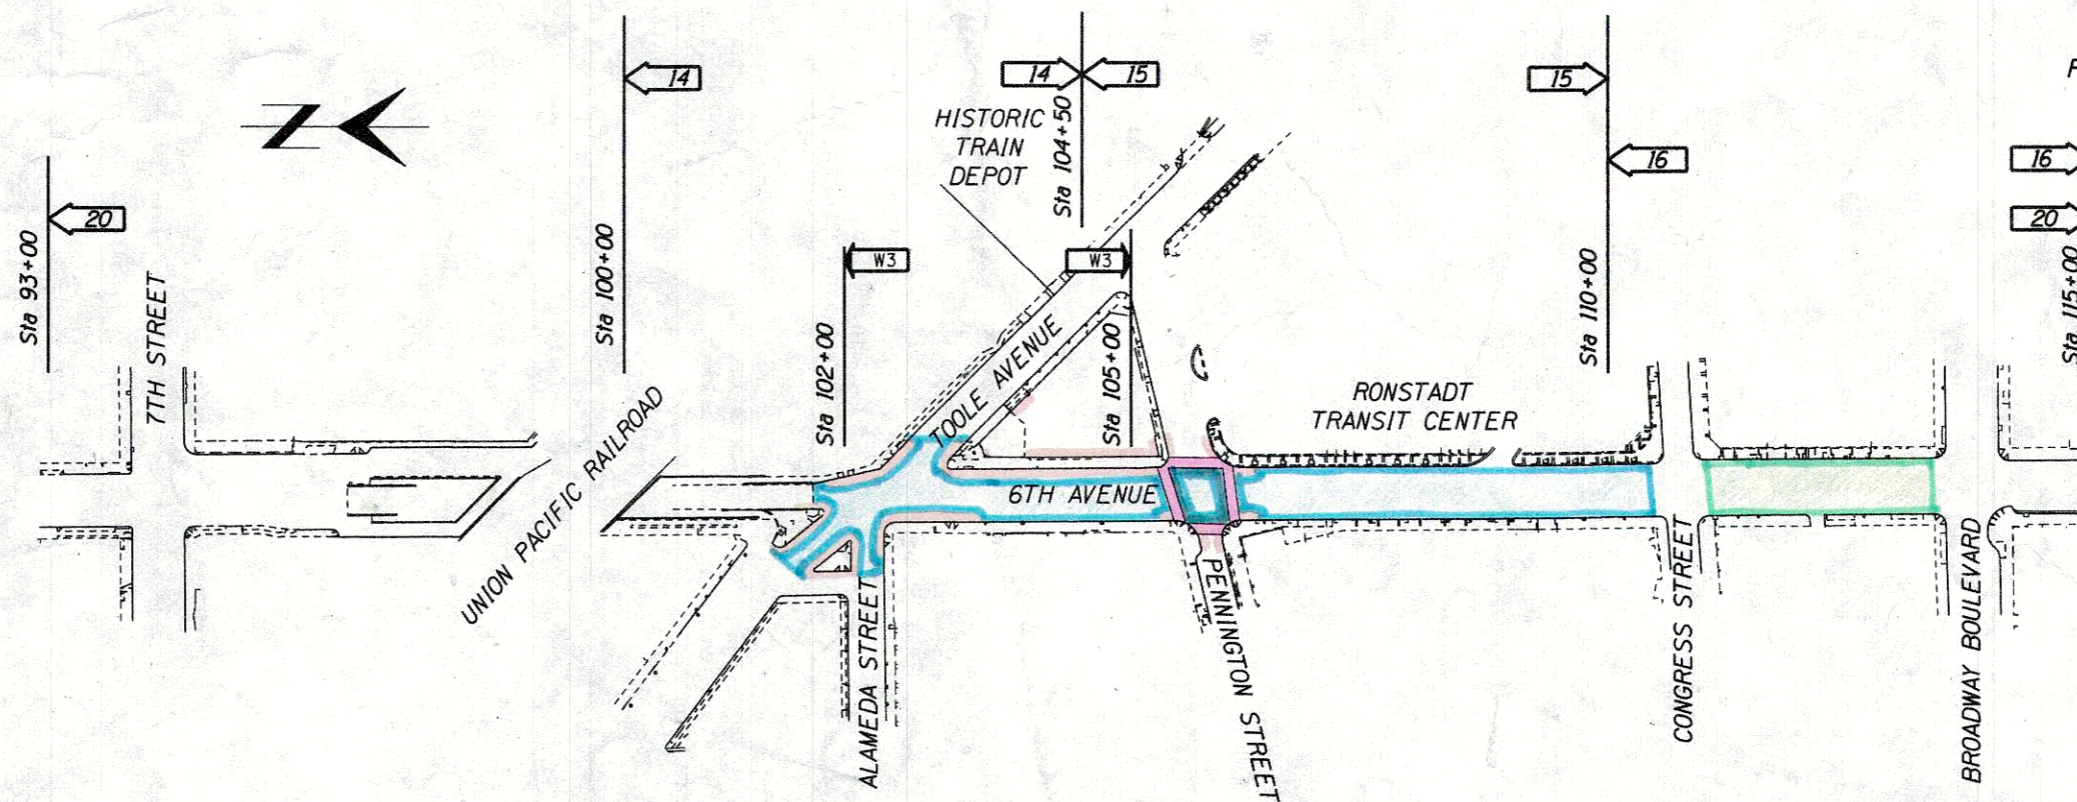 14
14
15
15
F
16
16
20
20
N
HISTORIC
TRAIN
DEPOT
Sta 104+50
Sta 93+00
7TH STREET
Sta 100+00
W3
W3
Sta 102+00
Sta 105+00
Sta 110+00
Sta 115+00
UNION PACIFIC RAILROAD
TOOLE AVENUE
RONSTADT
TRANSIT CENTER
6TH AVENUE
ALAMEDA STREET
PENNINGTON STREET
CONGRESS STREET
BROADWAY BOULEVARD